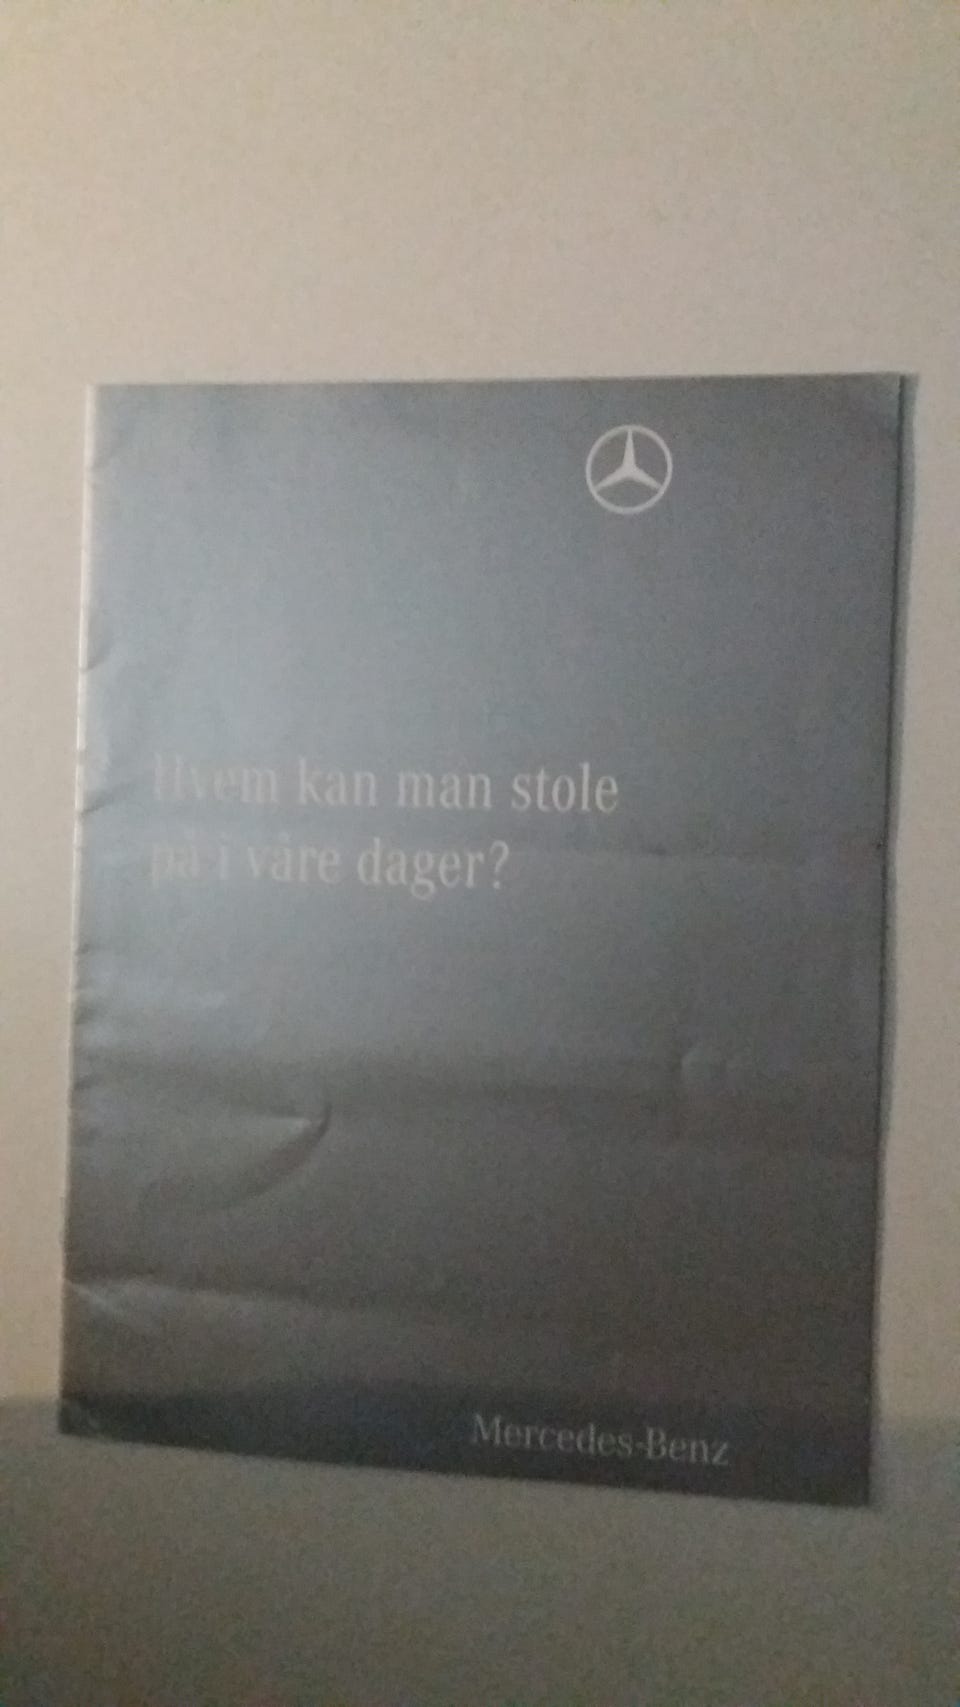 Hvem kan man stole
på i våre dager?
Mercedes-Benz